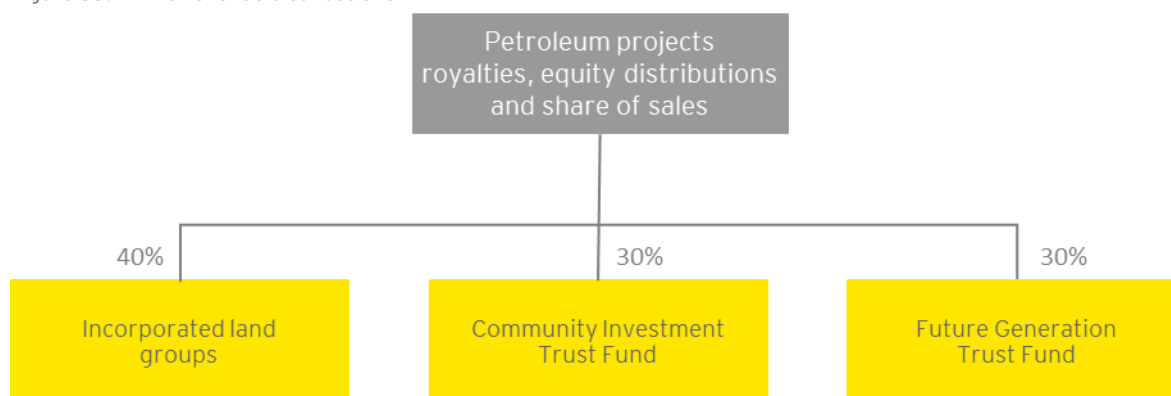 Petroleum projects
royalties, equity distributions
and share of sales
40%
30%
30%
Incorporated land
groups
Community Investment
Trust Fund
Future Generation
Trust Fund